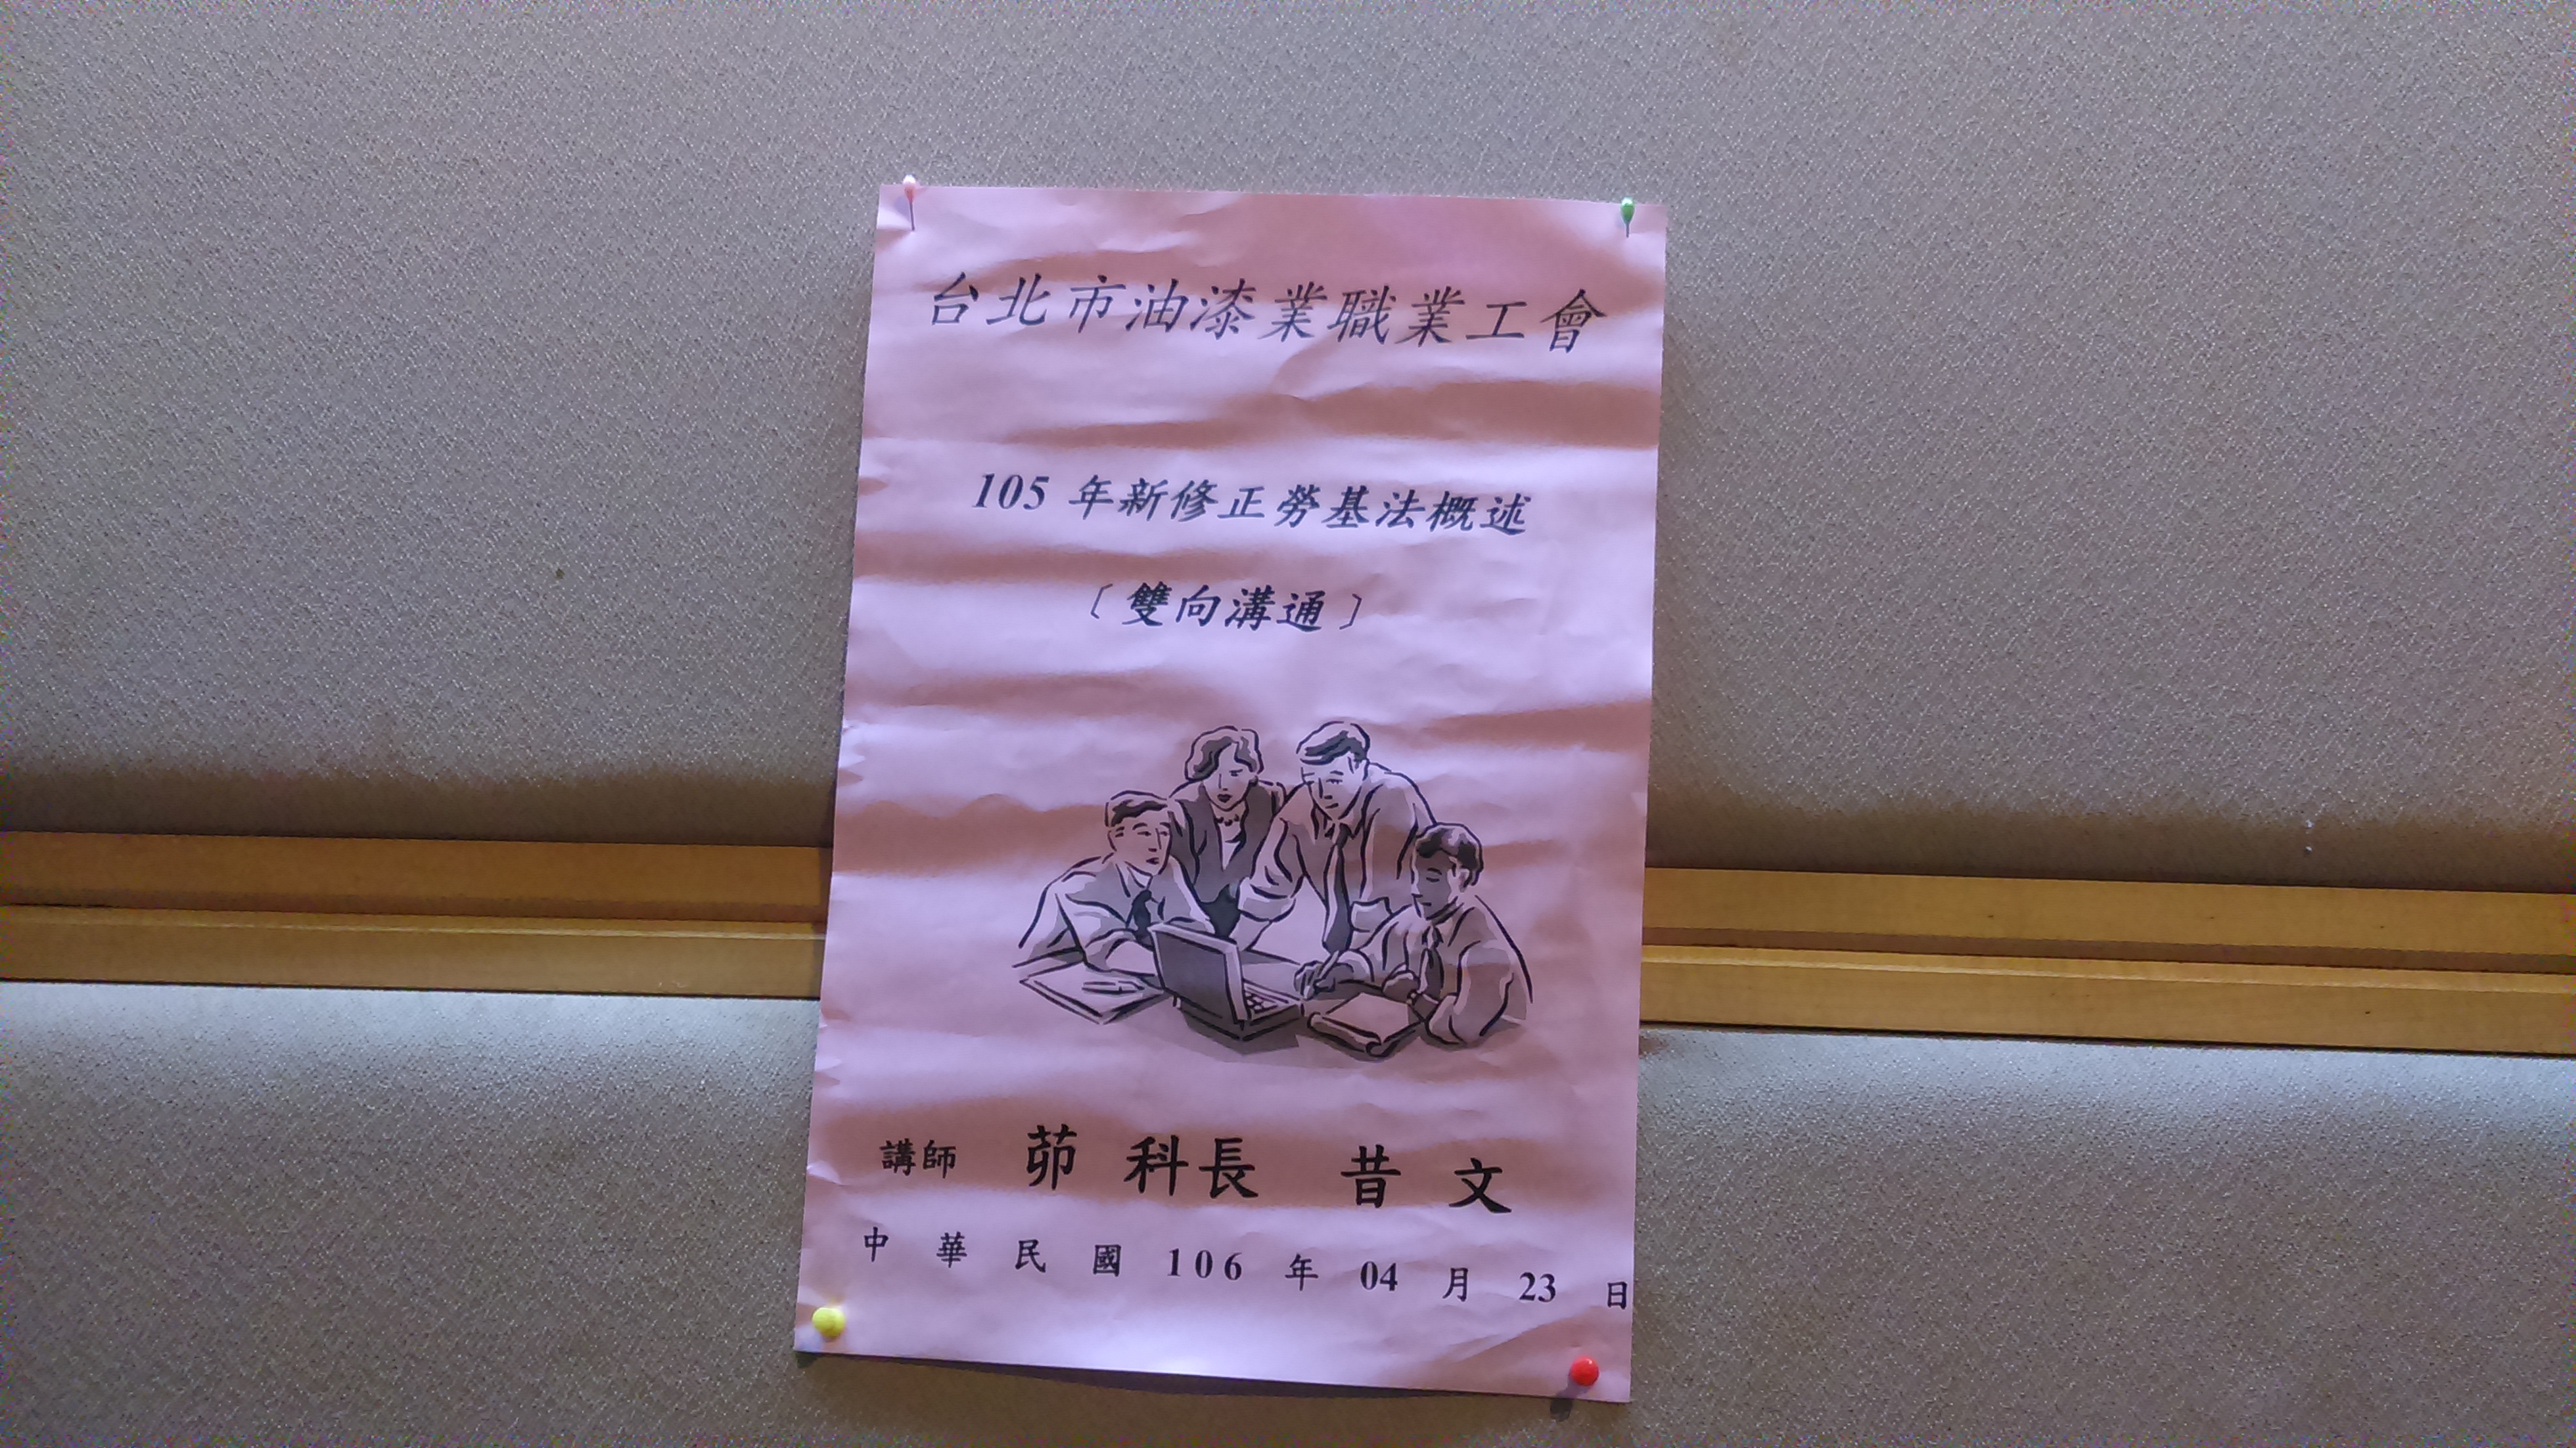 台北市油漆業職業工會
105 年新修正勞基法概述
〔雙向溝通〕
講師 茆 科長 昔 文
中 華 民 國 106 年 04 月 23 日